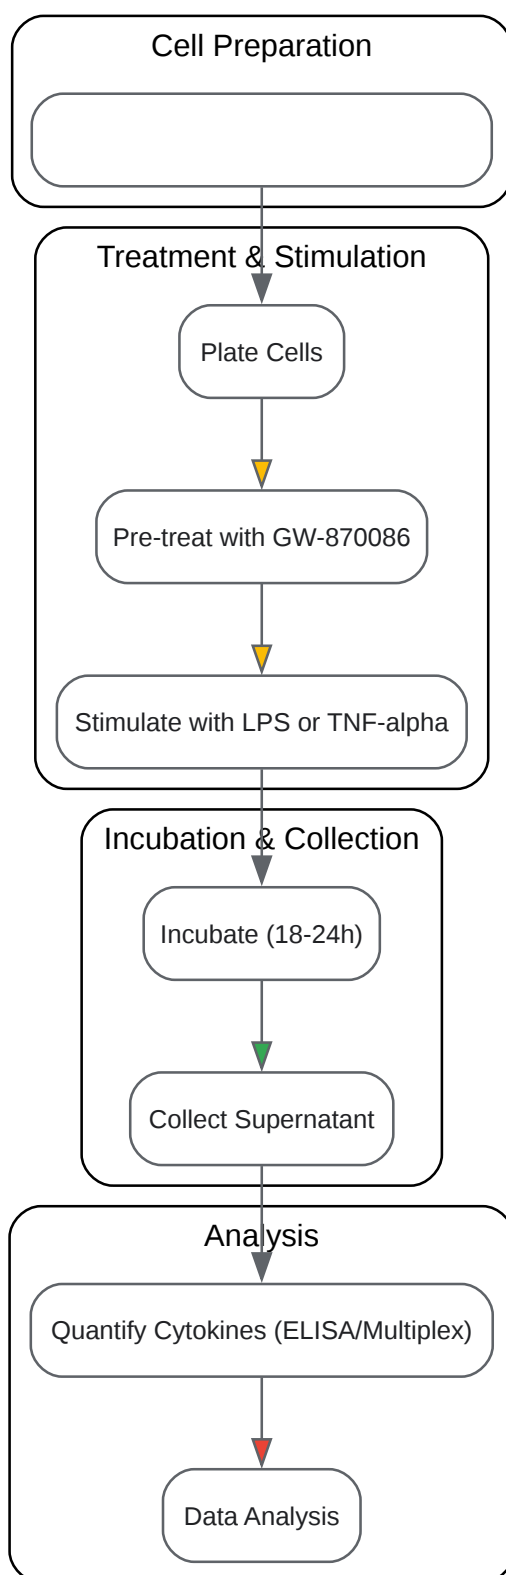 Cell Preparation
Treatment & Stimulation
Plate Cells
Pre-treat with GW-870086
Stimulate with LPS or TNF-alpha
Incubation & Collection
Incubate (18-24h)
Collect Supernatant
Analysis
Quantify Cytokines (ELISA/Multiplex)
Data Analysis